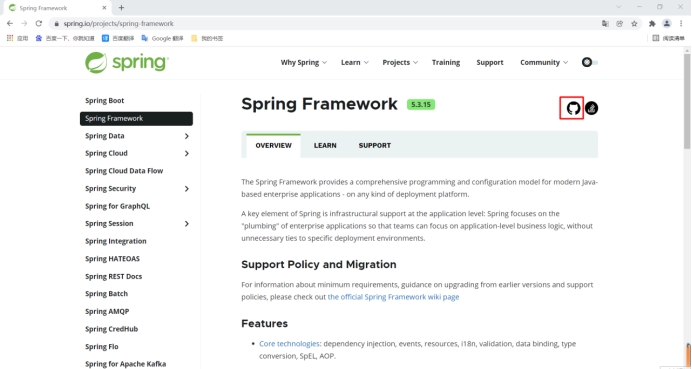 Spring Framework
spring.io/projects/spring-framework
应用
百度一下，你就知道
百度翻译
Google 翻译
我的书签
阅读清单
spring
Why Spring
Learn
Projects
Training
Support
Community
Spring Boot
Spring Framework
Spring Data
Spring Cloud
Spring Cloud Data Flow
Spring Security
Spring for GraphQL
Spring Session
Spring Integration
Spring HATEOAS
Spring REST Docs
Spring Batch
Spring AMQP
Spring CredHub
Spring Flo
Spring for Apache Kafka
Spring Framework 5.3.15
OVERVIEW
LEARN
SUPPORT
The Spring Framework provides a comprehensive programming and configuration model for modern Java-
based enterprise applications - on any kind of deployment platform.
A key element of Spring is infrastructural support at the application level: Spring focuses on the
"plumbing" of enterprise applications so that teams can focus on application-level business logic, without
unnecessary ties to specific deployment environments.
Support Policy and Migration
For information about minimum requirements, guidance on upgrading from earlier versions and support
policies, please check out the official Spring Framework wiki page
Features
Core technologies: dependency injection, events, resources, i18n, validation, data binding, type
conversion, SpEL, AOP.